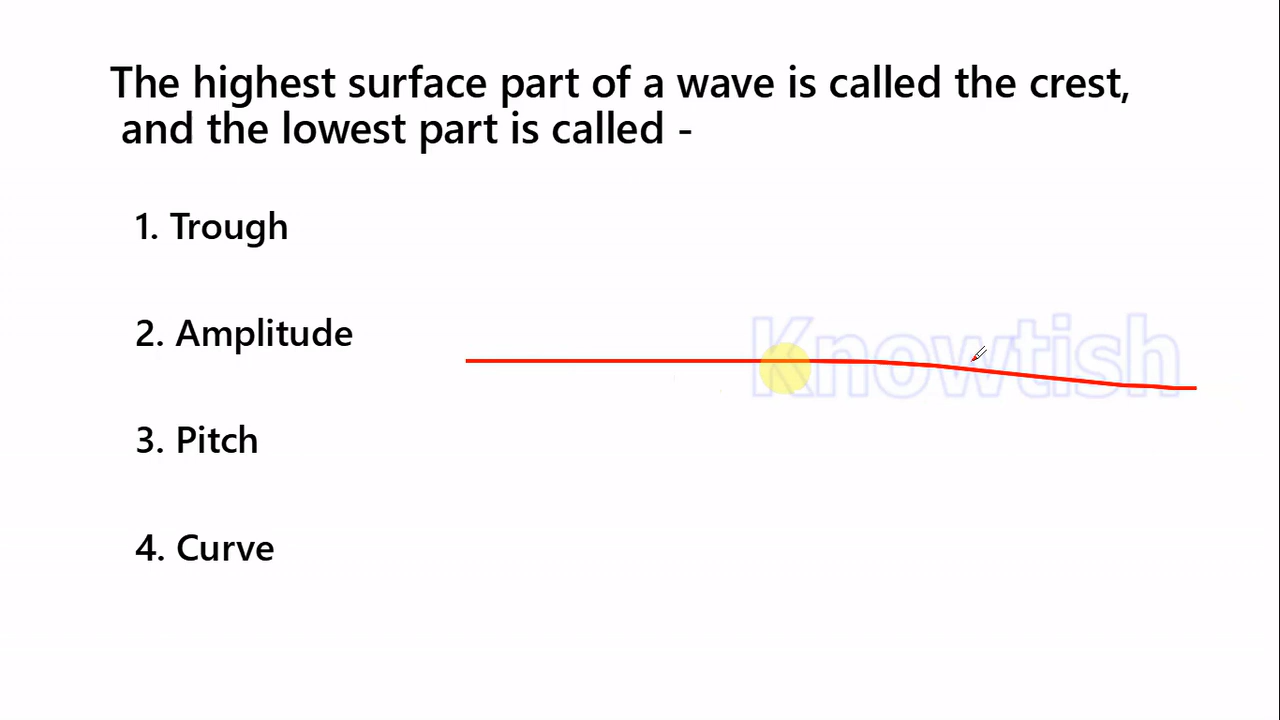 The highest surface part of a wave is called the crest,
and the lowest part is called -
1. Trough
2. Amplitude
Knowtish
3. Pitch
4. Curve